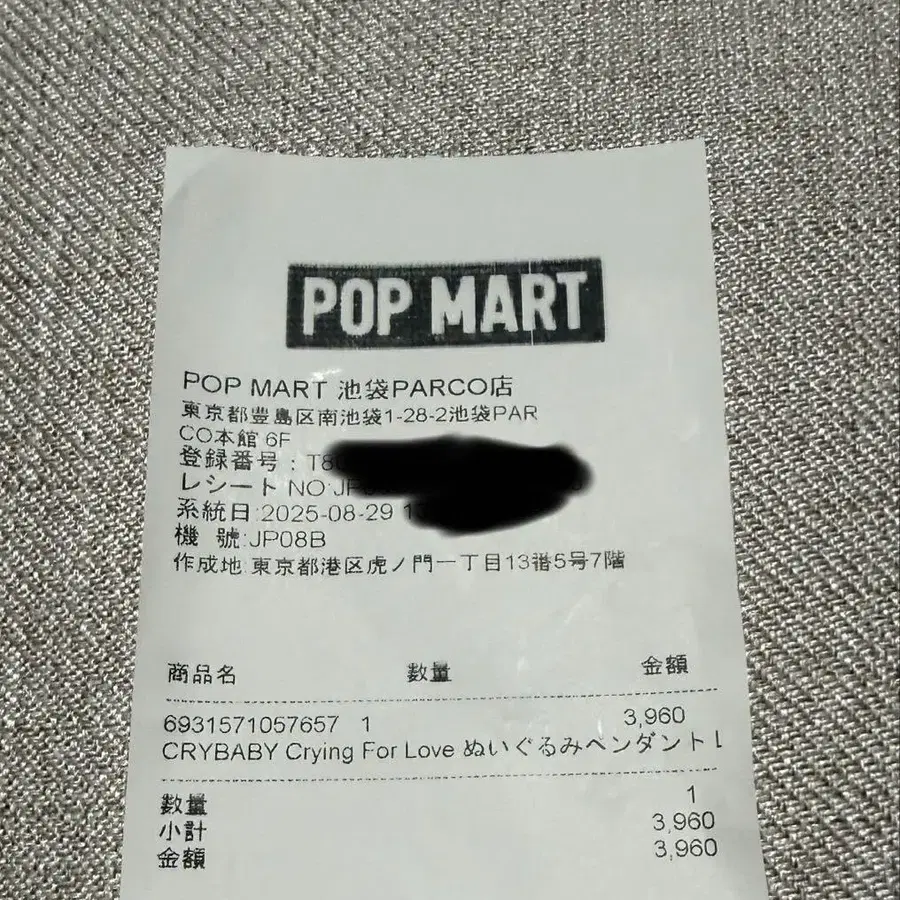 POP MART
POP MART 池袋PARCO店
東京都豊島区南池袋1-28-2池袋PAR
CO本館 6F
登録番号:T8
レシート NO:JP
系統日:2025-08-29 1
機 號:JP08B
作成地:東京都港区虎ノ門一丁目13番5号7階
商品名 数量 金額
6931571057657 1 3,960
CRYBABY Crying For Love ぬいぐるみペンダント L
数量 1
小計 3,960
金額 3,960